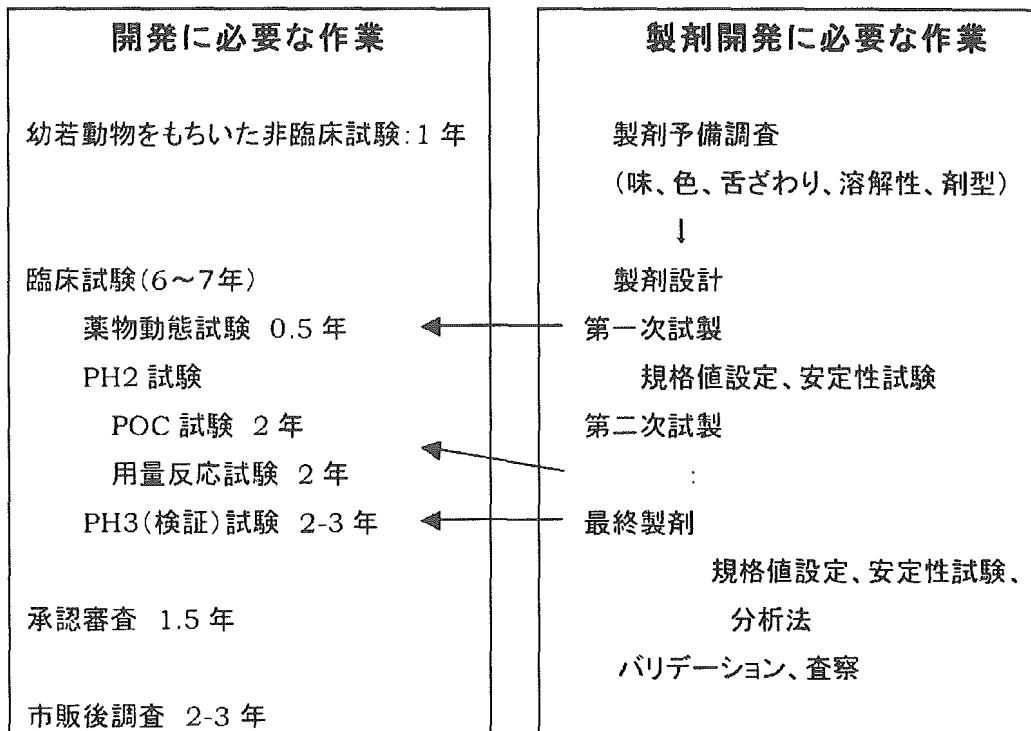 開発に必要な作業
幼若動物をもちいた非臨床試験:1年
臨床試験(6〜7年)
薬物動態試験 0.5年
PH2試験
POC試験 2年
用量反応試験 2年
PH3(検証)試験 2-3年
承認審査 1.5年
市販後調査 2-3年
製剤開発に必要な作業
製剤予備調査
(味、色、舌ざわり、溶解性、剤型)
↓
製剤設計
第一次試製
規格値設定、安定性試験
第二次試製
:
最終製剤
規格値設定、安定性試験、
分析法
バリデーション、査察